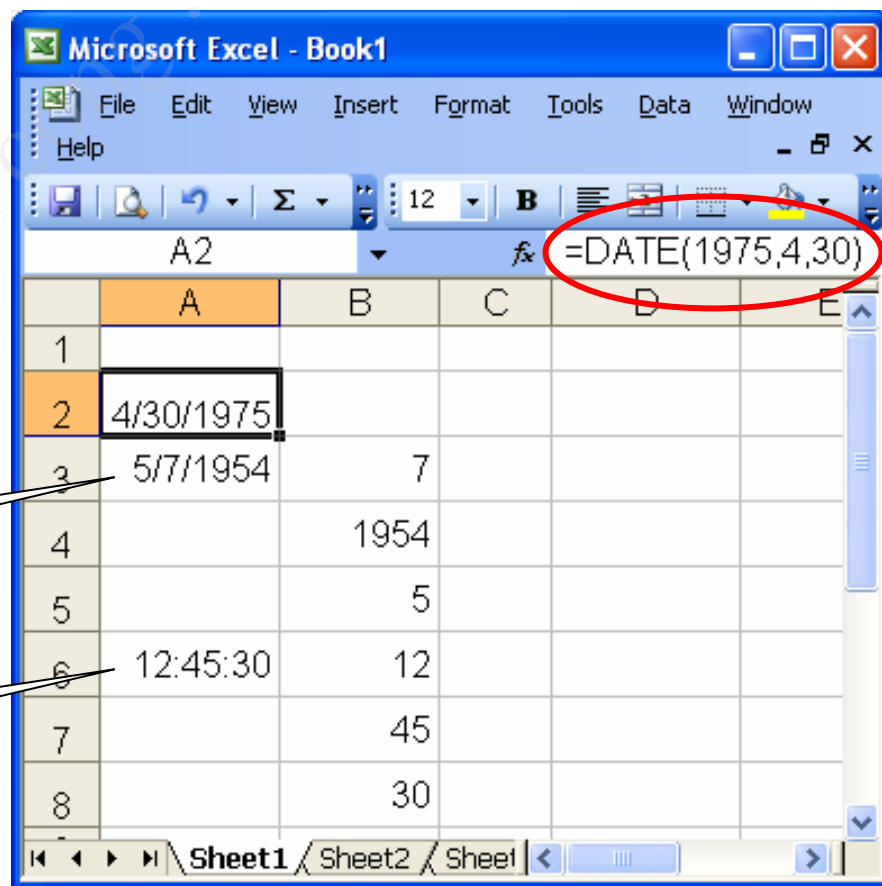 Microsoft Excel - Book1
File Edit View Insert Format Tools Data Window
Help
Σ 12 B
A2 fx =DATE(1975,4,30)
A B C D E
1
2 4/30/1975
3 5/7/1954 7
4 1954
5 5
6 12:45:30 12
7 45
8 30
Sheet1 Sheet2 Sheet